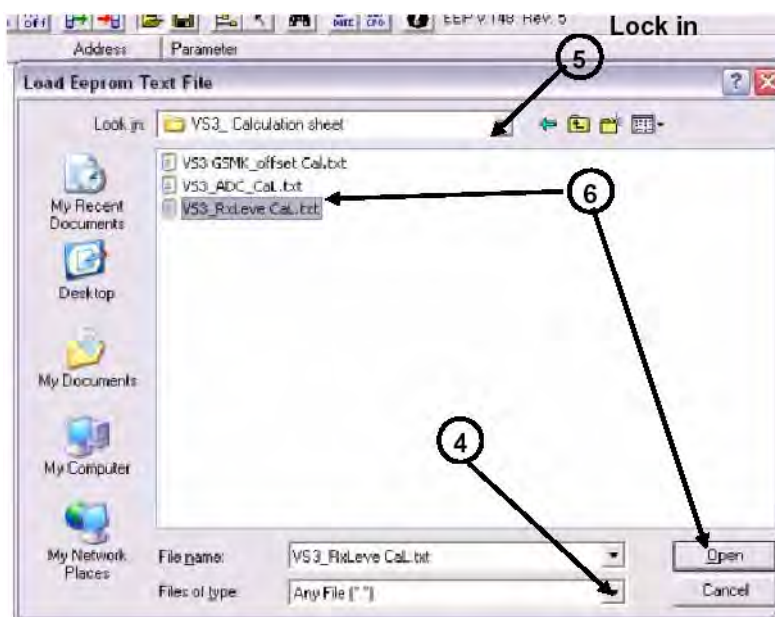 off EEP v.148 Rev. 5 Lock in
Address Parameter
5
Load Eeprom Text File
Look in: VS3_ Calculation sheet
VS3 GSMK_offset Cal.txt
VS3_ADC_CaL.txt
VS3_RxLeve CaL.txt
6
My Recent
Documents
Desktop
My Documents
4
My Computer
My Network
Places
File name: VS3_RxLeve CaL.txt Open
Files of type: Any File (*.*) Cancel